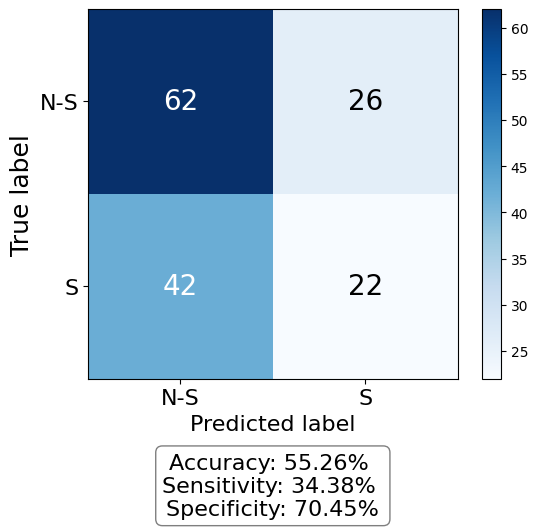 62 26
42 22
True label
N-S
S
N-S S
Predicted label
60
55
50
45
40
35
30
25
Accuracy: 55.26%
Sensitivity: 34.38%
Specificity: 70.45%